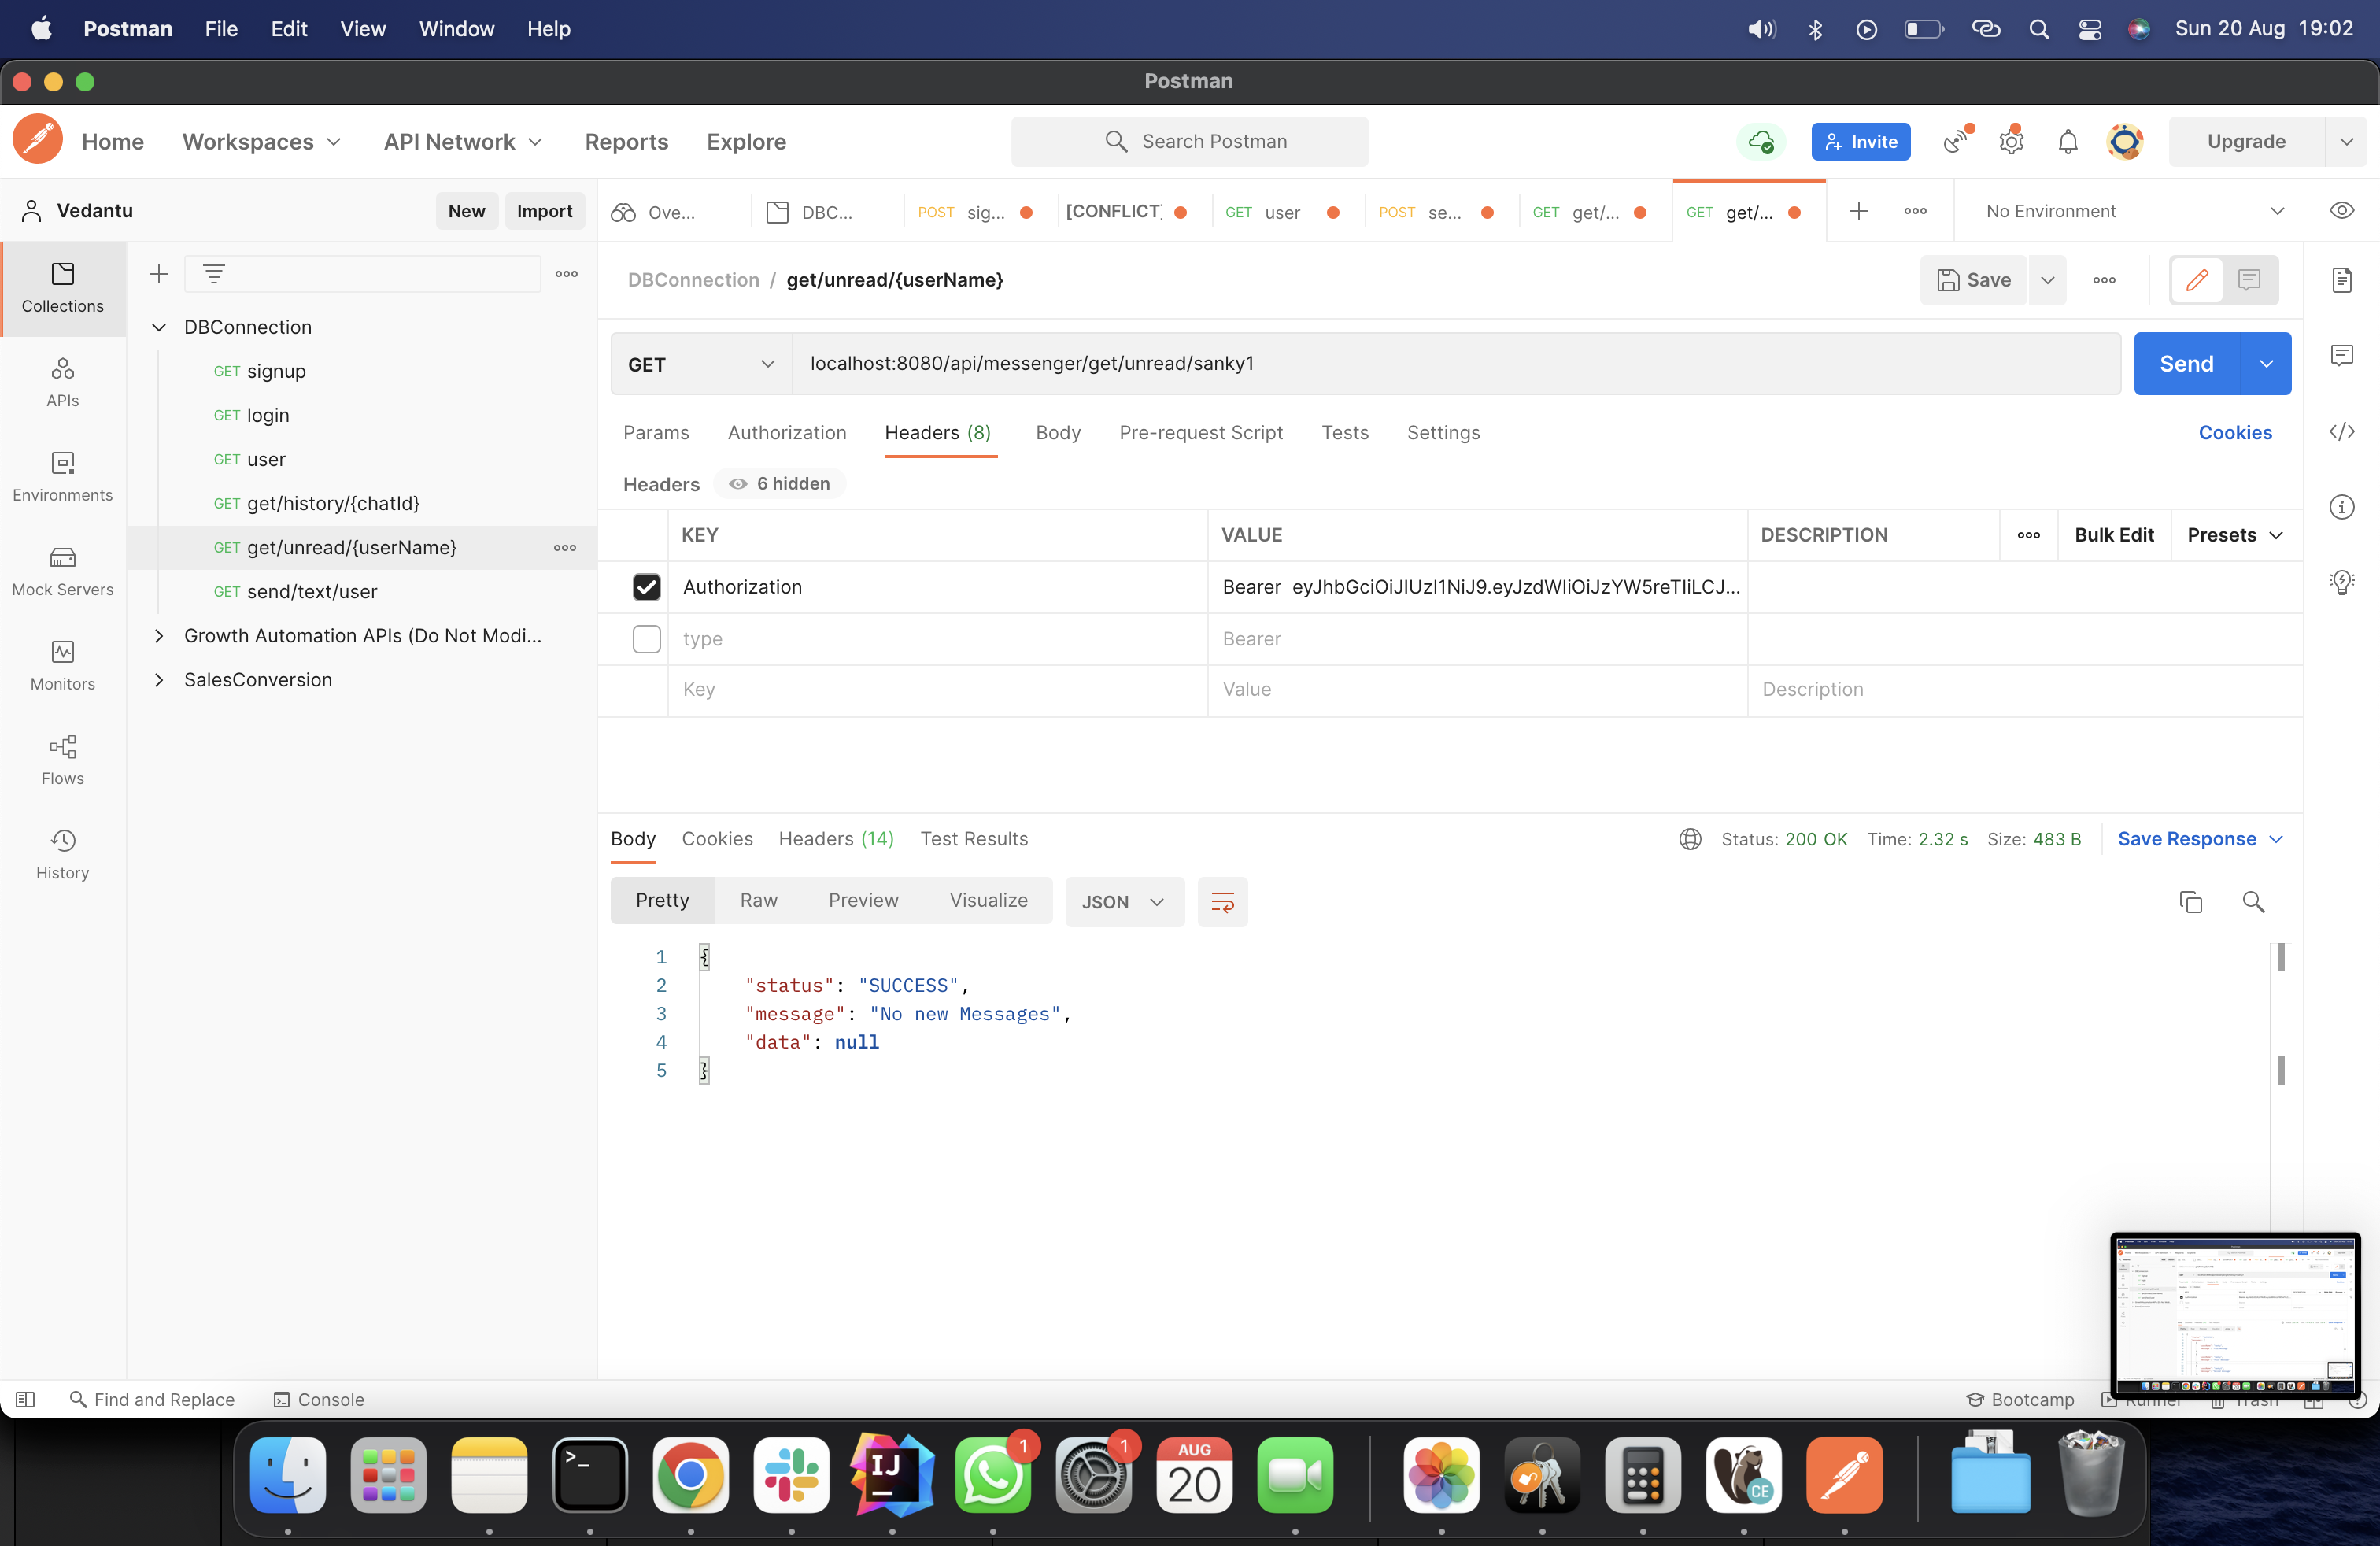 Postman File Edit View Window Help Sun 20 Aug 19:02
Postman
Home Workspaces API Network Reports Explore Search Postman Invite Upgrade
Vedantu New Import Ove... DBC... POST sig... [CONFLICT] GET user POST se... GET get/... GET get/... No Environment
Collections
APIs
Environments
Mock Servers
Monitors
Flows
History
DBConnection
GET signup
GET login
GET user
GET get/history/{chatId}
GET get/unread/{userName}
GET send/text/user
Growth Automation APIs (Do Not Modi...
SalesConversion
DBConnection / get/unread/{userName} Save
GET localhost:8080/api/messenger/get/unread/sanky1 Send
Params Authorization Headers (8) Body Pre-request Script Tests Settings Cookies
Headers 6 hidden
KEY VALUE DESCRIPTION Bulk Edit Presets
Authorization Bearer eyJhbGciOiJIUzI1NiJ9.eyJzdWIiOiJzYW5reTIiLCJ...
type Bearer
Key Value Description
Body Cookies Headers (14) Test Results Status: 200 OK Time: 2.32 s Size: 483 B Save Response
Pretty Raw Preview Visualize JSON
1 {
2 "status": "SUCCESS",
3 "message": "No new Messages",
4 "data": null
5 }
Find and Replace Console Bootcamp Runner Trash
>_ IJ 1 1 AUG 20 CE